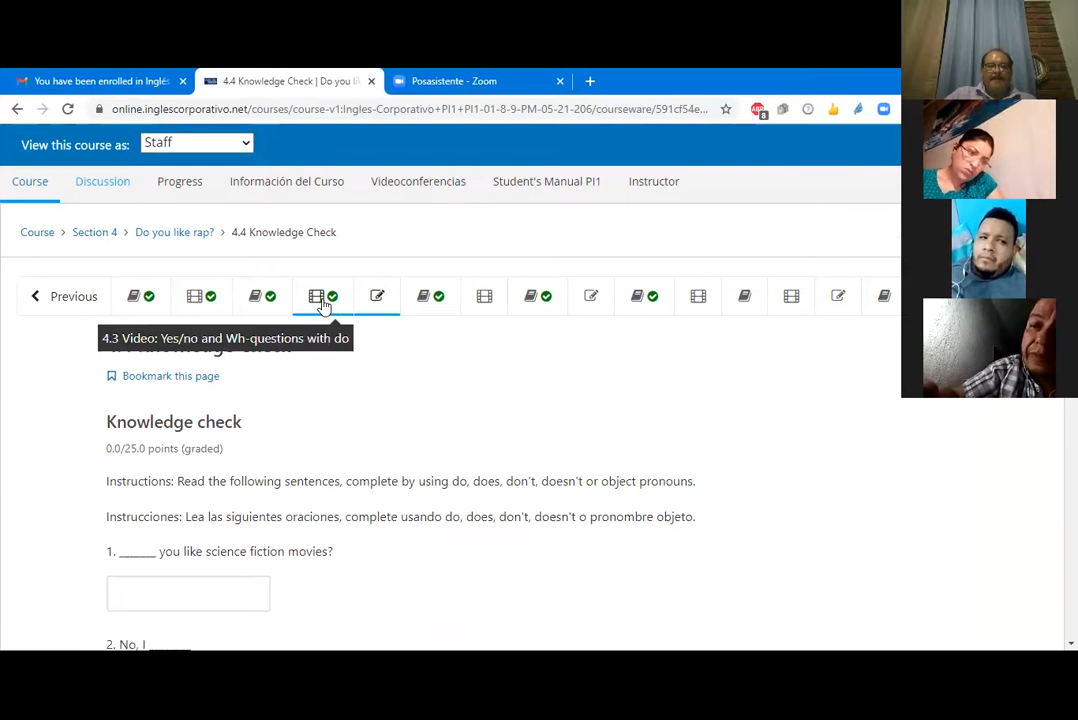 You have been enrolled in Inglés
4.4 Knowledge Check | Do you li
Posasistente - Zoom
online.inglescorporativo.net/courses/course-v1:Ingles-Corporativo+PI1+PI1-01-8-9-PM-05-21-206/courseware/591cf54e...
8
View this course as:
Staff
Course
Discussion
Progress
Información del Curso
Videoconferencias
Student's Manual PI1
Instructor
Course > Section 4 > Do you like rap? > 4.4 Knowledge Check
Previous
4.3 Video: Yes/no and Wh-questions with do
Bookmark this page
Knowledge check
0.0/25.0 points (graded)
Instructions: Read the following sentences, complete by using do, does, don't, doesn't or object pronouns.
Instrucciones: Lea las siguientes oraciones, complete usando do, does, don't, doesn't o pronombre objeto.
1. _______ you like science fiction movies?
2. No, I _______